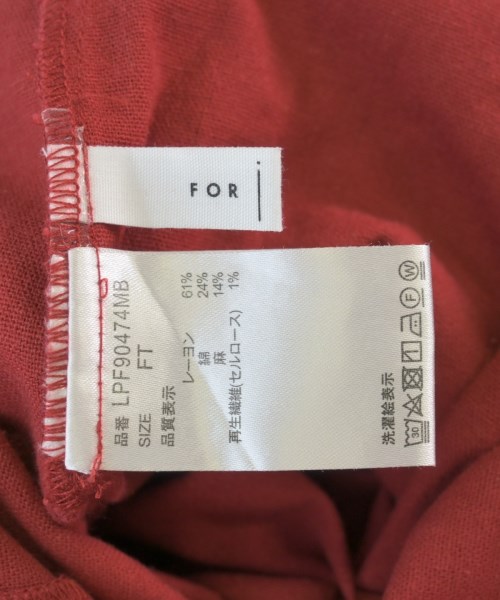 FOR
品番 LPF90474MB
SIZE FT
品質表示
レーヨン 61%
綿 24%
麻 14%
再生繊維(セルロース) 1%
洗濯絵表示
30
F W